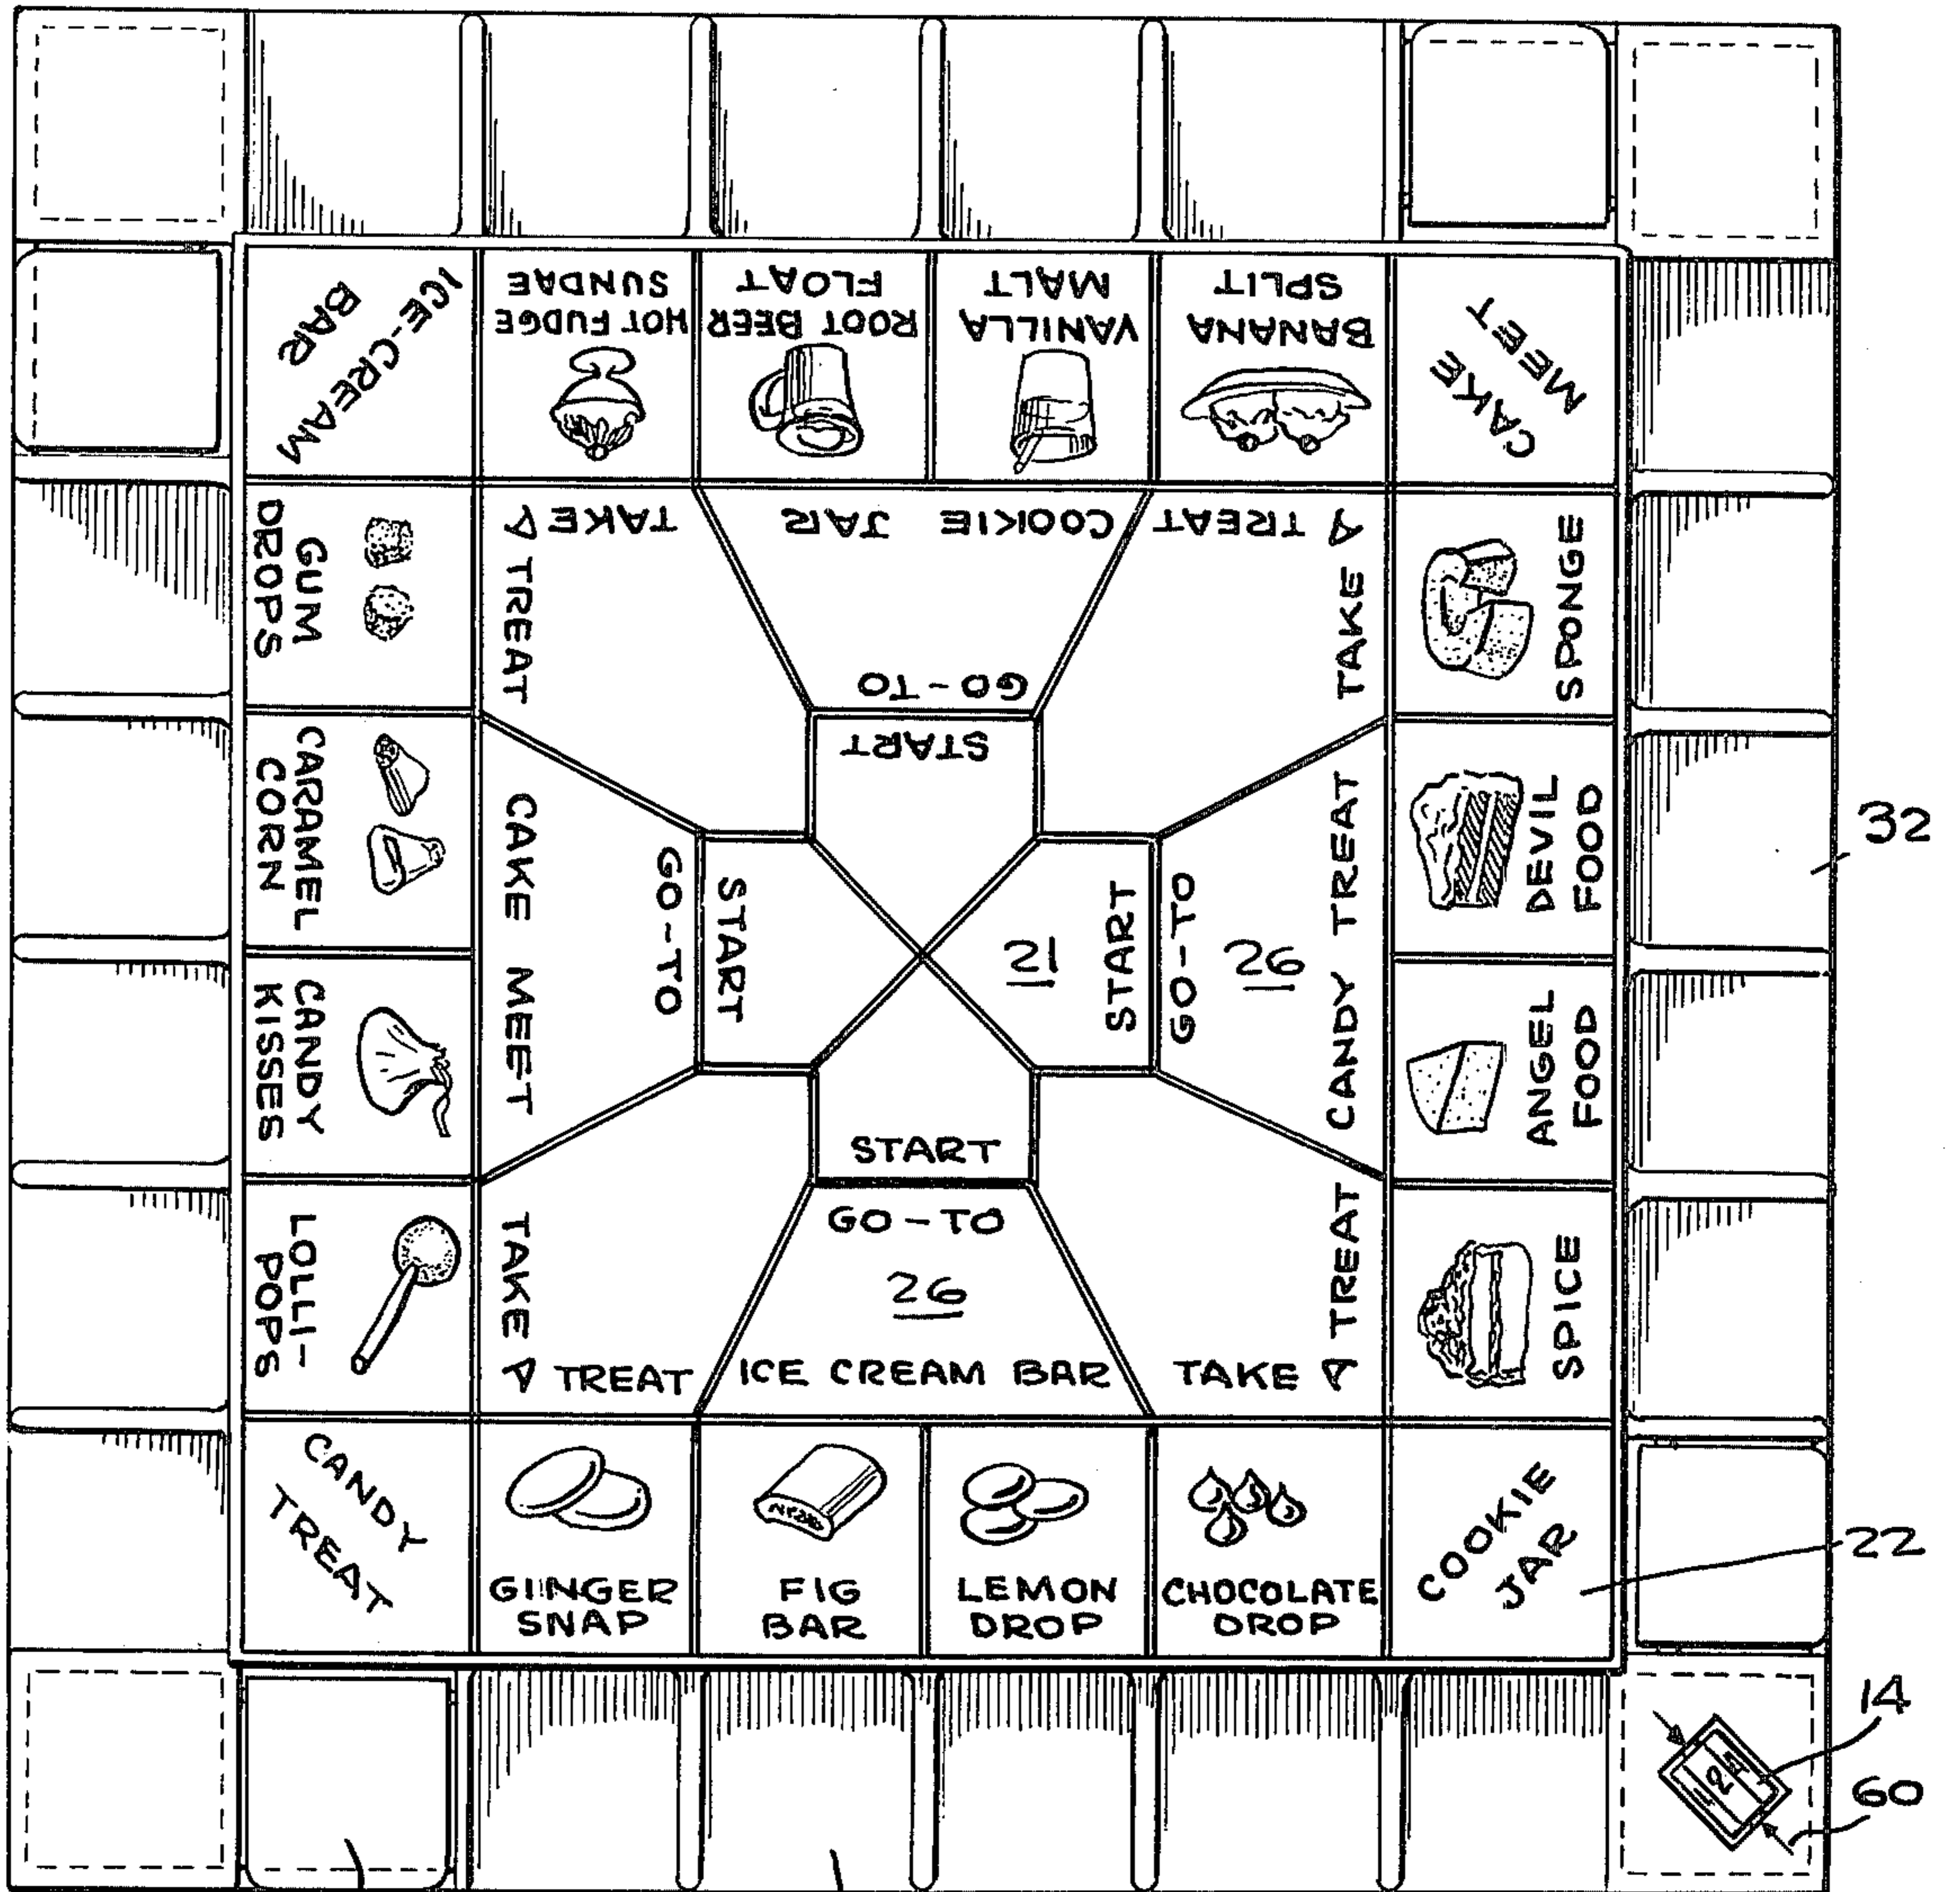 ICE-CREAM
BAR
HOT FUDGE
SUNDAE
ROOT BEER
FLOAT
VANILLA
MALT
BANANA
SPLIT
CAKE
MEET
GUM
DROPS
CARAMEL
CORN
CANDY
KISSES
LOLLI-
POPS
TAKE A TREAT
GO-TO
COOKIE JAR
TAKE A TREAT
START
GO-TO
CAKE MEET
START
START
21
GO-TO
26
CANDY TREAT
START
GO-TO
26
ICE CREAM BAR
TAKE A TREAT
TAKE A TREAT
SPONGE
DEVIL
FOOD
ANGEL
FOOD
SPICE
32
CANDY
TREAT
GINGER
SNAP
FIG
BAR
LEMON
DROP
CHOCOLATE
DROP
COOKIE
JAR
22
14
60